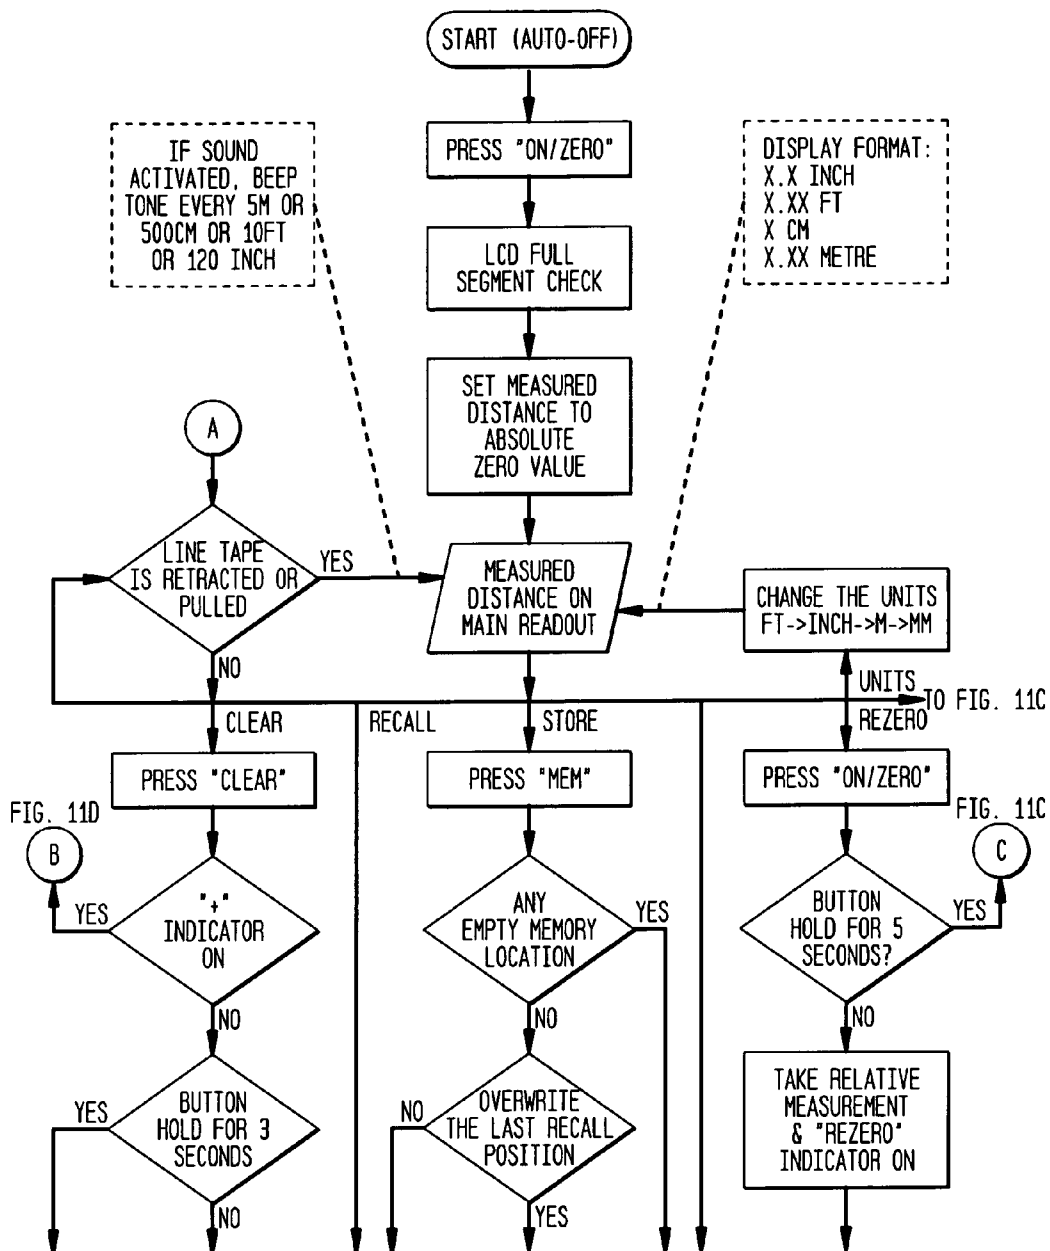 START (AUTO-OFF)
IF SOUND
ACTIVATED, BEEP
TONE EVERY 5M OR
500CM OR 10FT
OR 120 INCH
PRESS "ON/ZERO"
DISPLAY FORMAT:
X.X INCH
X.XX FT
X CM
X.XX METRE
LCD FULL
SEGMENT CHECK
SET MEASURED
DISTANCE TO
ABSOLUTE
ZERO VALUE
A
LINE TAPE
IS RETRACTED OR
PULLED
YES
NO
MEASURED
DISTANCE ON
MAIN READOUT
CHANGE THE UNITS
FT->INCH->M->MM
UNITS
TO FIG. 11C
REZERO
CLEAR
RECALL
STORE
PRESS "CLEAR"
PRESS "MEM"
PRESS "ON/ZERO"
FIG. 11D
B
FIG. 11C
C
"+"
INDICATOR
ON
YES
NO
ANY
EMPTY MEMORY
LOCATION
YES
NO
BUTTON
HOLD FOR 5
SECONDS?
YES
NO
BUTTON
HOLD FOR 3
SECONDS
YES
NO
OVERWRITE
THE LAST RECALL
POSITION
NO
YES
TAKE RELATIVE
MEASUREMENT
& "REZERO"
INDICATOR ON